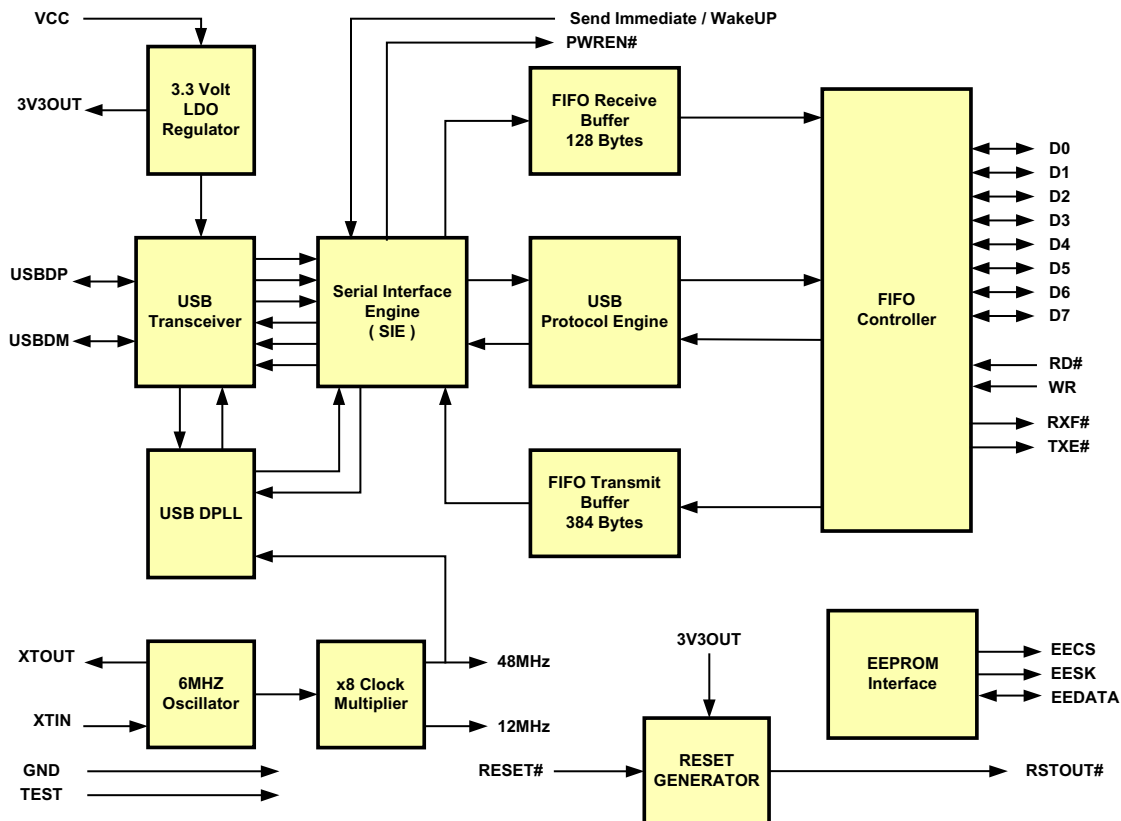 VCC
Send Immediate / WakeUP
PWREN#
3.3 Volt
LDO
Regulator
3V3OUT
FIFO Receive
Buffer
128 Bytes
D0
D1
D2
D3
D4
D5
D6
D7
USBDP
USBDM
USB
Transceiver
Serial Interface
Engine
( SIE )
USB
Protocol Engine
FIFO
Controller
RD#
WR
RXF#
TXE#
USB DPLL
FIFO Transmit
Buffer
384 Bytes
XTOUT
XTIN
6MHZ
Oscillator
x8 Clock
Multiplier
48MHz
12MHz
3V3OUT
EEPROM
Interface
EECS
EESK
EEDATA
GND
TEST
RESET#
RESET
GENERATOR
RSTOUT#